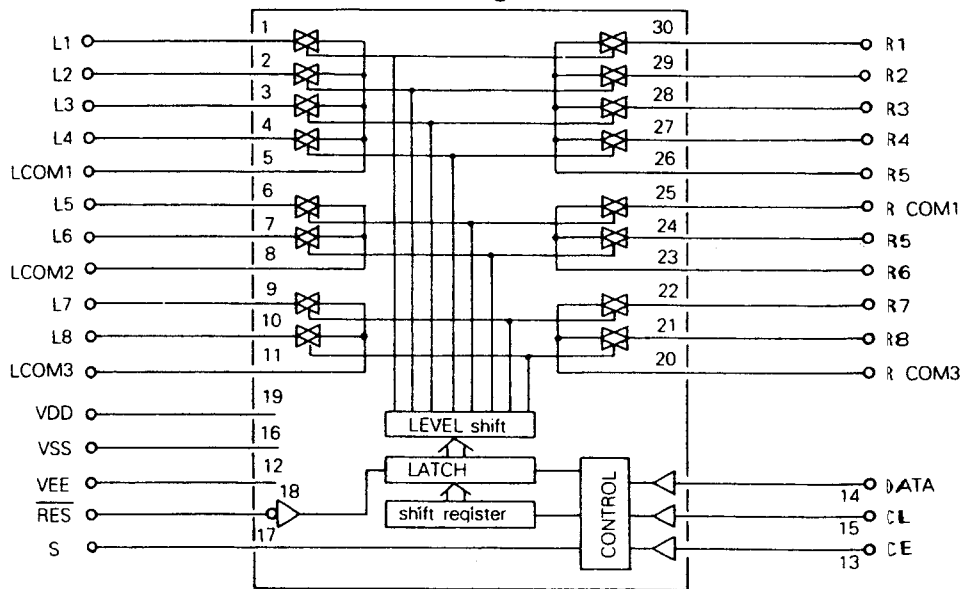 L1 1 30 R1
L2 2 29 R2
L3 3 28 R3
L4 4 27 R4
LCOM1 5 26 R5
L5 6 25 R COM1
L6 7 24 R5
LCOM2 8 23 R6
L7 9 22 R7
L8 10 21 R8
LCOM3 11 20 R COM3
VDD 19
LEVEL shift
VSS 16
VEE 12 LATCH CONTROL 14 DATA
RES 18 shift register 15 CL
S 17 13 CE